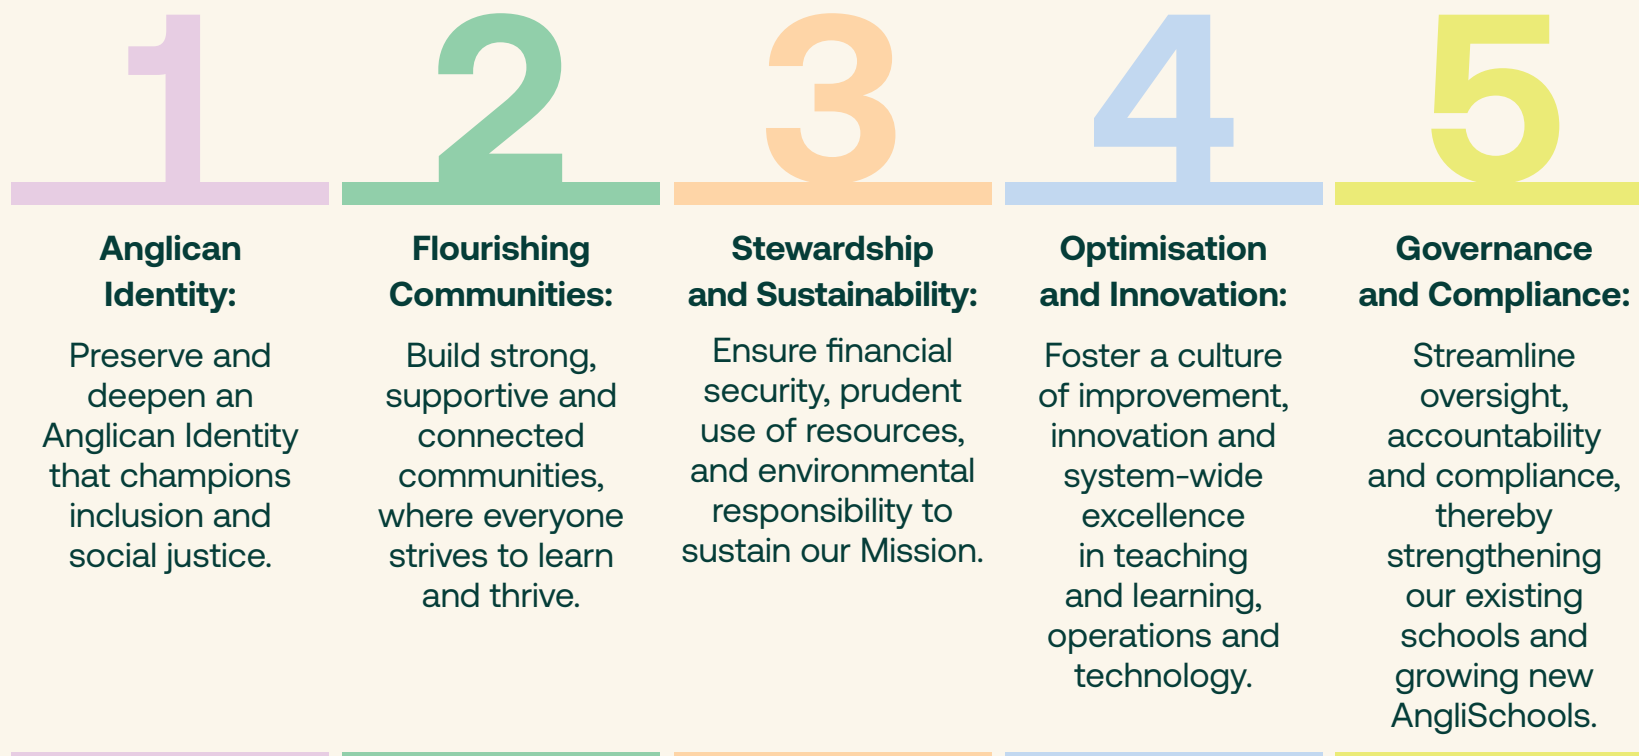 1
Anglican
Identity:
Preserve and
deepen an
Anglican Identity
that champions
inclusion and
social justice.
2
Flourishing
Communities:
Build strong,
supportive and
connected
communities,
where everyone
strives to learn
and thrive.
3
Stewardship
and Sustainability:
Ensure financial
security, prudent
use of resources,
and environmental
responsibility to
sustain our Mission.
4
Optimisation
and Innovation:
Foster a culture
of improvement,
innovation and
system-wide
excellence
in teaching
and learning,
operations and
technology.
5
Governance
and Compliance:
Streamline
oversight,
accountability
and compliance,
thereby
strengthening
our existing
schools and
growing new
AngliSchools.